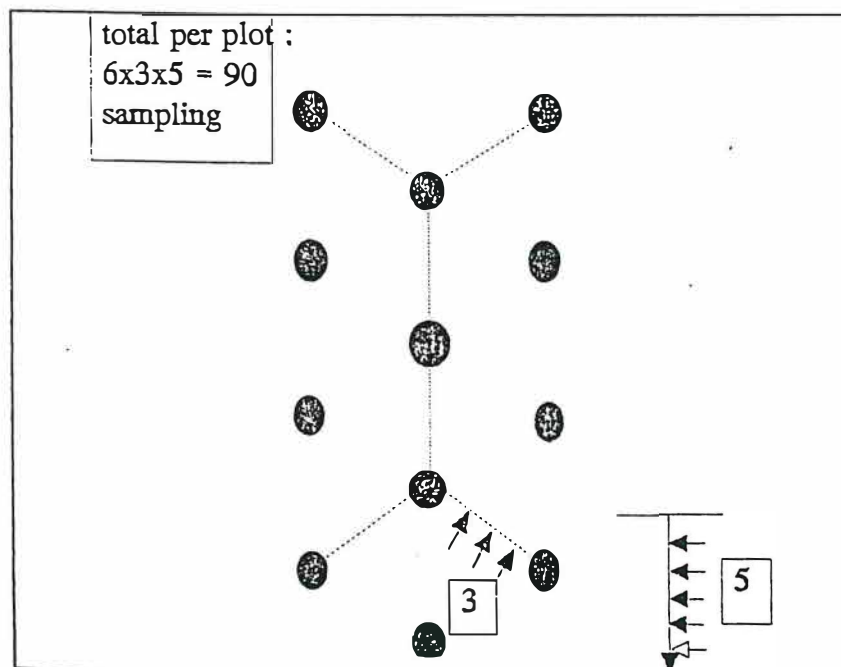 total per plot :
6x3x5 = 90
sampling
3
5